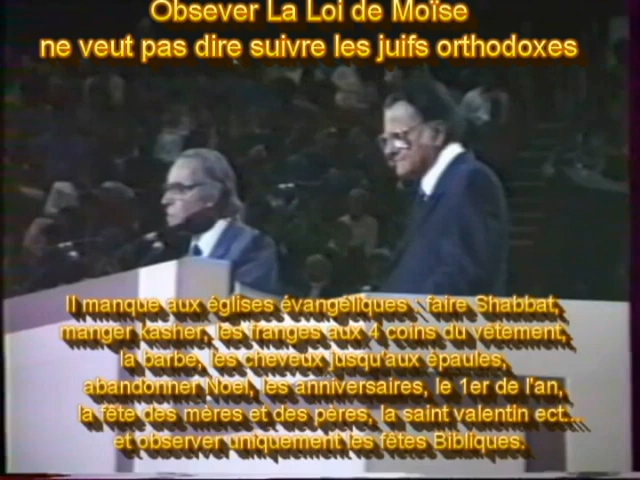 Obsever La Loi de Moïse
ne veut pas dire suivre les juifs orthodoxes
Il manque aux églises évangéliques : faire Shabbat,
manger kasher, les franges aux 4 coins du vêtement,
la barbe, les cheveux jusqu'aux épaules,
abandonner Noel, les anniversaires, le 1er de l'an,
la fête des mères et des pères, la saint valentin ect...
et observer uniquement les fêtes Bibliques.